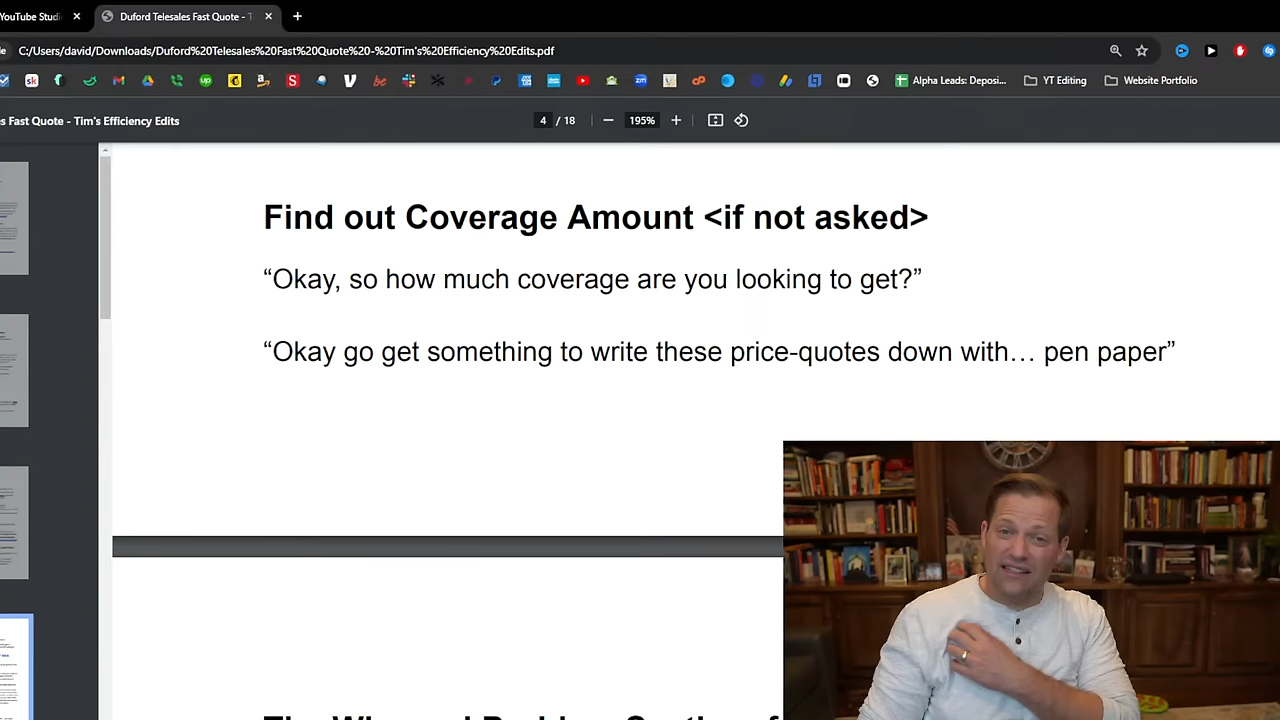 YouTube Studi
Duford Telesales Fast Quote - T
C:/Users/david/Downloads/Duford%20Telesales%20Fast%20Quote%20-%20Tim's%20Efficiency%20Edits.pdf
Alpha Leads: Deposi...
YT Editing
Website Portfolio
s Fast Quote - Tim's Efficiency Edits
4 / 18
195%
Find out Coverage Amount <if not asked>
“Okay, so how much coverage are you looking to get?”
“Okay go get something to write these price-quotes down with… pen paper”